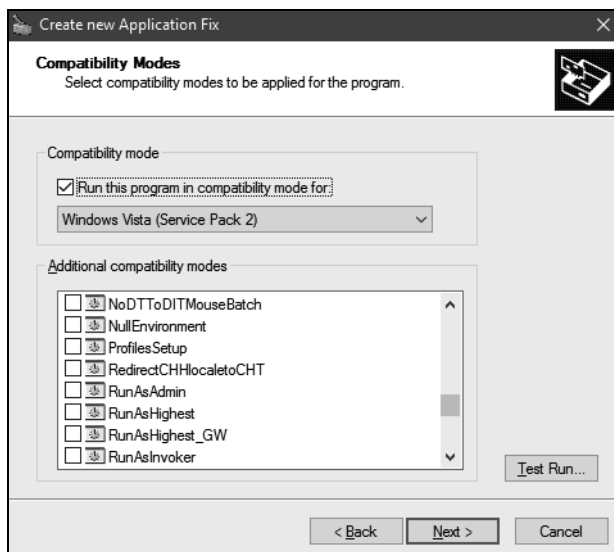 Create new Application Fix
Compatibility Modes
Select compatibility modes to be applied for the program.
Compatibility mode
Run this program in compatibility mode for:
Windows Vista (Service Pack 2)
Additional compatibility modes
NoDTToDITMouseBatch
NullEnvironment
ProfilesSetup
RedirectCHHlocaletoCHT
RunAsAdmin
RunAsHighest
RunAsHighest_GW
RunAsInvoker
Test Run...
< Back
Next >
Cancel